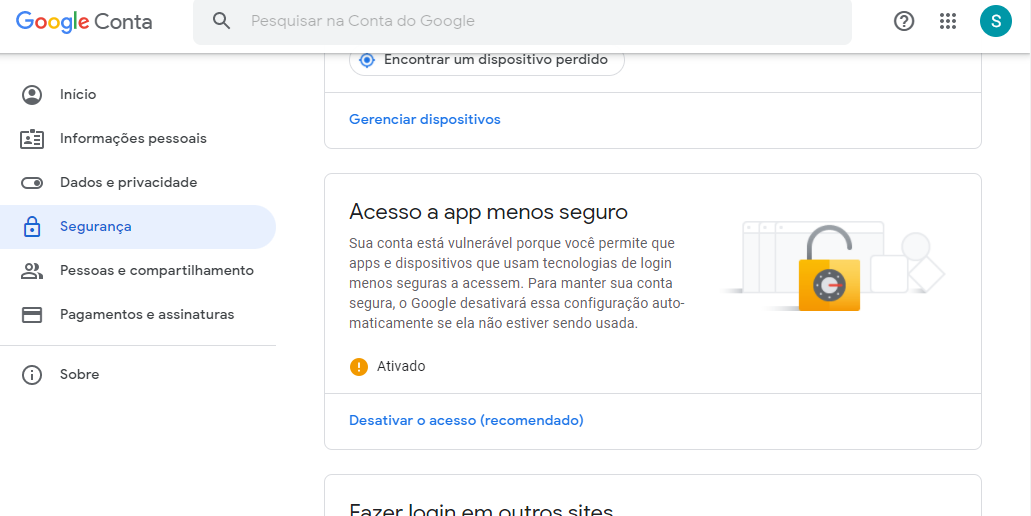 Google Conta
Pesquisar na Conta do Google
S
Encontrar um dispositivo perdido
Gerenciar dispositivos
Início
Informações pessoais
Dados e privacidade
Segurança
Pessoas e compartilhamento
Pagamentos e assinaturas
Sobre
Acesso a app menos seguro
Sua conta está vulnerável porque você permite que
apps e dispositivos que usam tecnologias de login
menos seguras a acessem. Para manter sua conta
segura, o Google desativará essa configuração auto-
maticamente se ela não estiver sendo usada.
Ativado
Desativar o acesso (recomendado)
Fazer login em outros sites